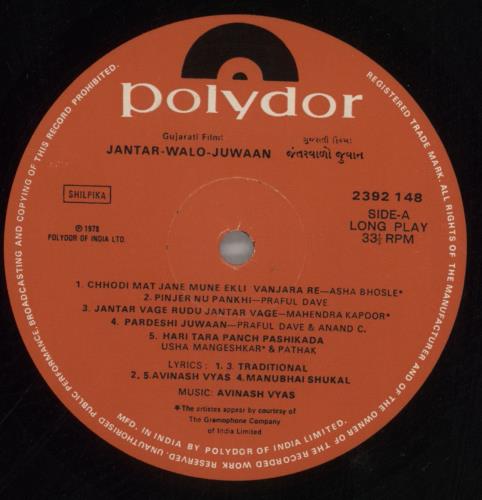 polydor
Gujarati Film:
JANTAR-WALO-JUWAAN
ગુજરાતી ફિલ્મ:
જંતરવાળો જુવાન
SHILPIKA
℗ 1978
POLYDOR OF INDIA LTD.
2392 148
SIDE-A
LONG PLAY
33⅓ RPM
1. CHHODI MAT JANE MUNE EKLI VANJARA RE—ASHA BHOSLE*
2. PINJER NU PANKHI—PRAFUL DAVE
3. JANTAR VAGE RUDU JANTAR VAGE—MAHENDRA KAPOOR*
4. PARDESHI JUWAAN—PRAFUL DAVE & ANAND C.
5. HARI TARA PANCH PASHIKADA
USHA MANGESHKAR* & PATHAK
LYRICS : 1. 3. TRADITIONAL
2. 5. AVINASH VYAS 4. MANUBHAI SHUKAL
MUSIC: AVINASH VYAS
* The artistes appear by courtesy of
The Gramophone Company
of India Limited
REGISTERED TRADE MARK. ALL RIGHTS OF THE MANUFACTURER AND OF THE OWNER OF THE RECORDED WORK RESERVED. UNAUTHORISED PUBLIC PERFORMANCE, BROADCASTING AND COPYING OF THIS RECORD PROHIBITED.
MFD. IN INDIA BY POLYDOR OF INDIA LIMITED.